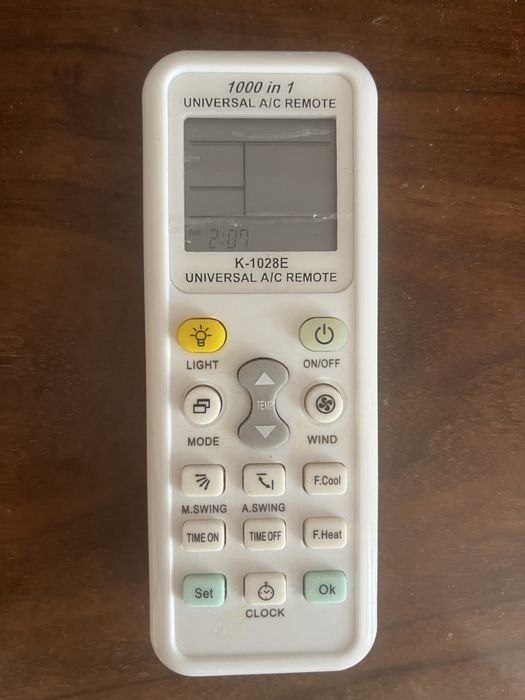 1000 in 1
UNIVERSAL A/C REMOTE
AM 2:07
K-1028E
UNIVERSAL A/C REMOTE
LIGHT
ON/OFF
TEMP
MODE
WIND
F.Cool
M.SWING
A.SWING
TIME ON
TIME OFF
F.Heat
Set
Ok
CLOCK